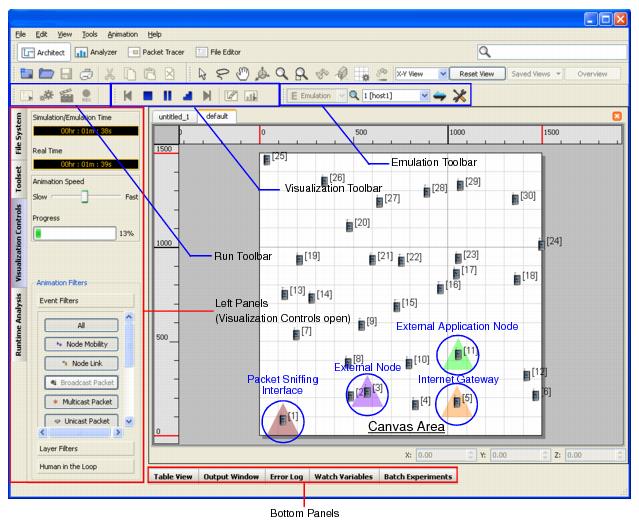 File Edit View Tools Animation Help
Architect Analyzer Packet Tracer File Editor
X-Y View Reset View Saved Views Overview
REC Emulation 1 [host1]
File System
Toolset
Visualization Controls
Runtime Analysis
Simulation/Emulation Time
00hr : 01m : 38s
Real Time
00hr : 01m : 39s
Animation Speed
Slow Fast
Progress
13%
Animation Filters
Event Filters
All
Node Mobility
Node Link
Broadcast Packet
Multicast Packet
Unicast Packet
Layer Filters
Human in the Loop
untitled_1 default
0 500 1000 1500
1500
1000
500
0
Emulation Toolbar
Visualization Toolbar
Run Toolbar
Left Panels
(Visualization Controls open)
[25]
[26]
[27]
[28]
[29]
[30]
[20]
[24]
[19]
[21]
[22]
[23]
[17]
[18]
[13]
[14]
[16]
[15]
[7]
[9]
External Application Node
[11]
[8]
[10]
External Node
Internet Gateway
[12]
Packet Sniffing
Interface
[2]
[3]
[4]
[5]
[6]
[1]
Canvas Area
X: 0.00 Y: 0.00 Z: 0.00
Table View Output Window Error Log Watch Variables Batch Experiments
Bottom Panels